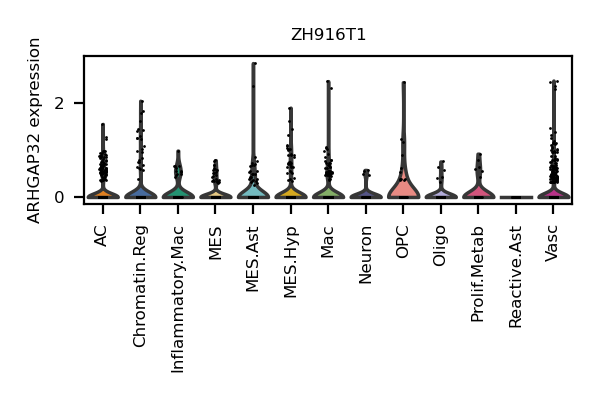 ZH916T1
ARHGAP32 expression
2
0
AC
Chromatin.Reg
Inflammatory.Mac
MES
MES.Ast
MES.Hyp
Mac
Neuron
OPC
Oligo
Prolif.Metab
Reactive.Ast
Vasc